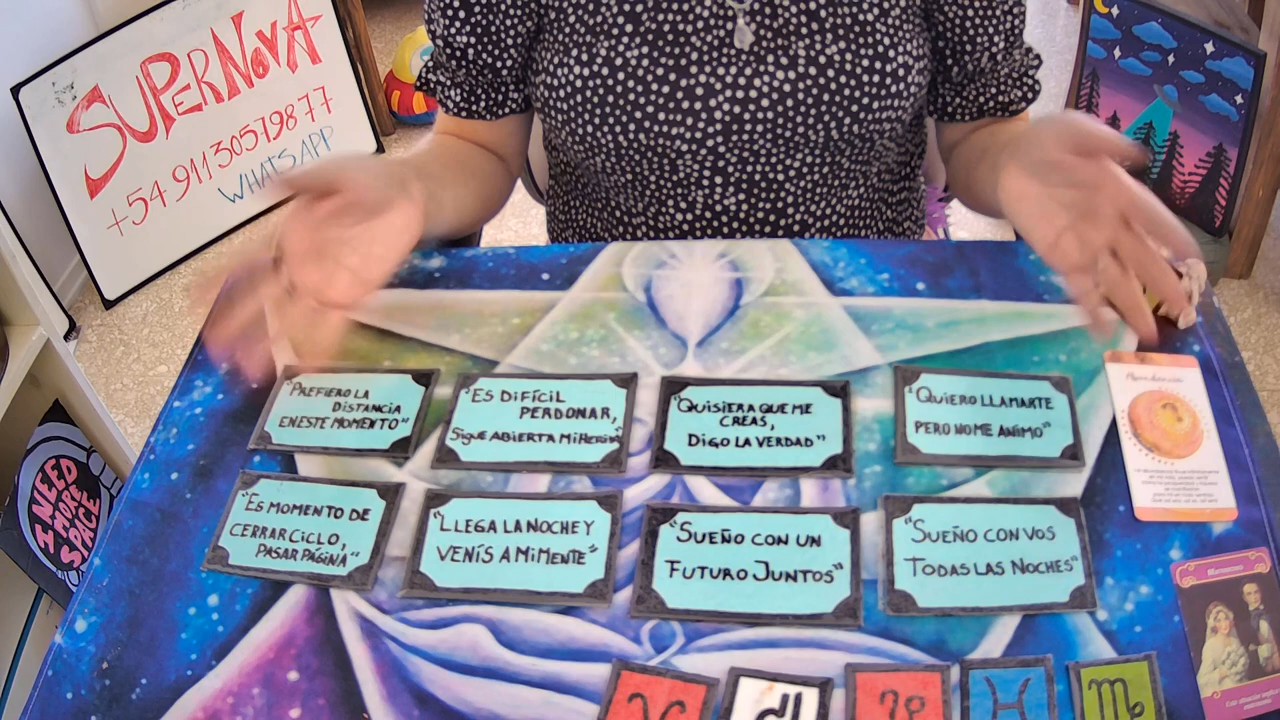 SUPERNOVA
+54 911 30579877
WHATSAPP
I NEED
MORE
SPACE
"PREFIERO LA
DISTANCIA
EN ESTE MOMENTO"
"ES DIFÍCIL
PERDONAR,
SIGUE ABIERTA MI HERIDA"
"QUISIERA QUE ME
CREAS,
DIGO LA VERDAD"
"QUIERO LLAMARTE
PERO NO ME ANIMO"
"ES MOMENTO DE
CERRAR CICLO,
PASAR PÁGINA"
"LLEGA LA NOCHE Y
VENÍS A MI MENTE"
"SUEÑO CON UN
FUTURO JUNTOS"
"SUEÑO CON VOS
TODAS LAS NOCHES"